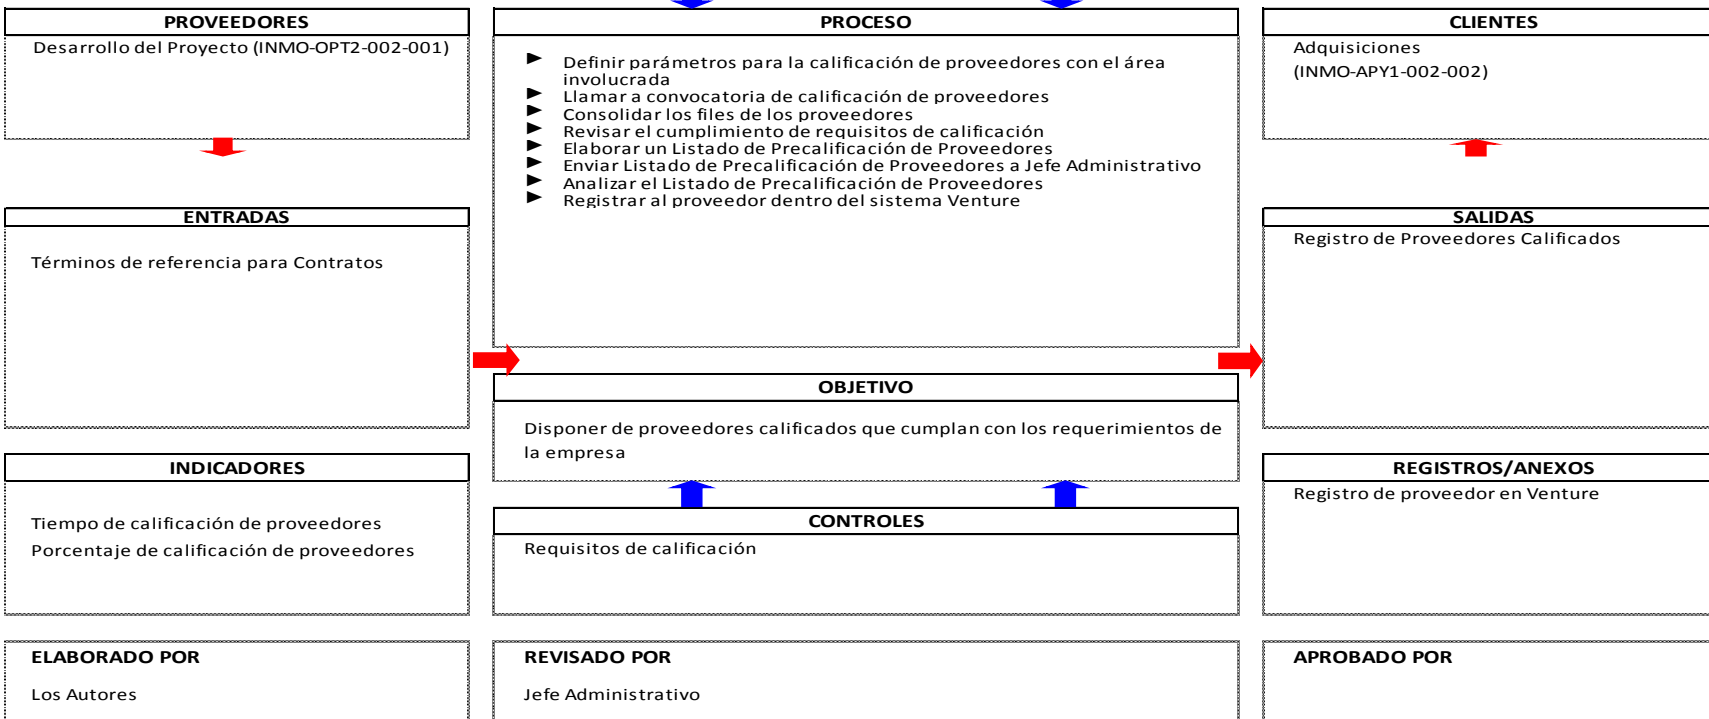 PROVEEDORES
Desarrollo del Proyecto (INMO-OPT2-002-001)
PROCESO
Definir parámetros para la calificación de proveedores con el área
involucrada
Llamar a convocatoria de calificación de proveedores
Consolidar los files de los proveedores
Revisar el cumplimiento de requisitos de calificación
Elaborar un Listado de Precalificación de Proveedores
Enviar Listado de Precalificación de Proveedores a Jefe Administrativo
Analizar el Listado de Precalificación de Proveedores
Registrar al proveedor dentro del sistema Venture
CLIENTES
Adquisiciones
(INMO-APY1-002-002)
ENTRADAS
Términos de referencia para Contratos
SALIDAS
Registro de Proveedores Calificados
OBJETIVO
Disponer de proveedores calificados que cumplan con los requerimientos de
la empresa
INDICADORES
Tiempo de calificación de proveedores
Porcentaje de calificación de proveedores
CONTROLES
Requisitos de calificación
REGISTROS/ANEXOS
Registro de proveedor en Venture
ELABORADO POR
Los Autores
REVISADO POR
Jefe Administrativo
APROBADO POR